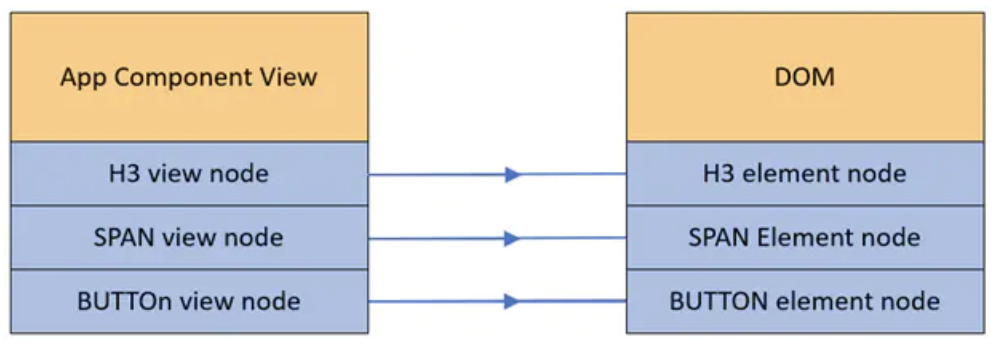 App Component View
DOM
H3 view node
H3 element node
SPAN view node
SPAN Element node
BUTTOn view node
BUTTON element node